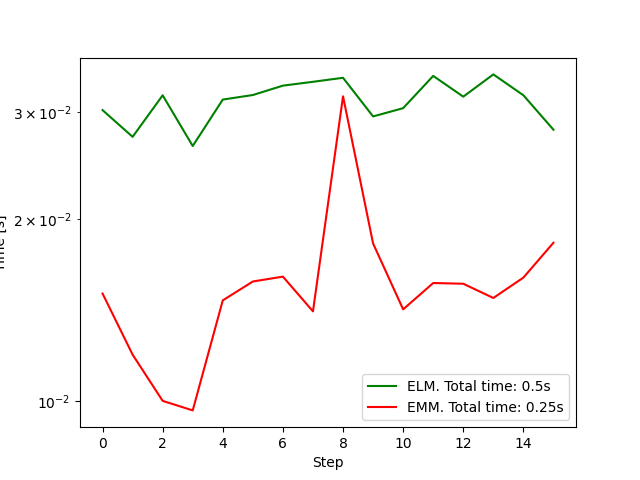 3 × 10⁻²
2 × 10⁻²
10⁻²
Time [s]
0 2 4 6 8 10 12 14
Step
ELM. Total time: 0.5s
EMM. Total time: 0.25s